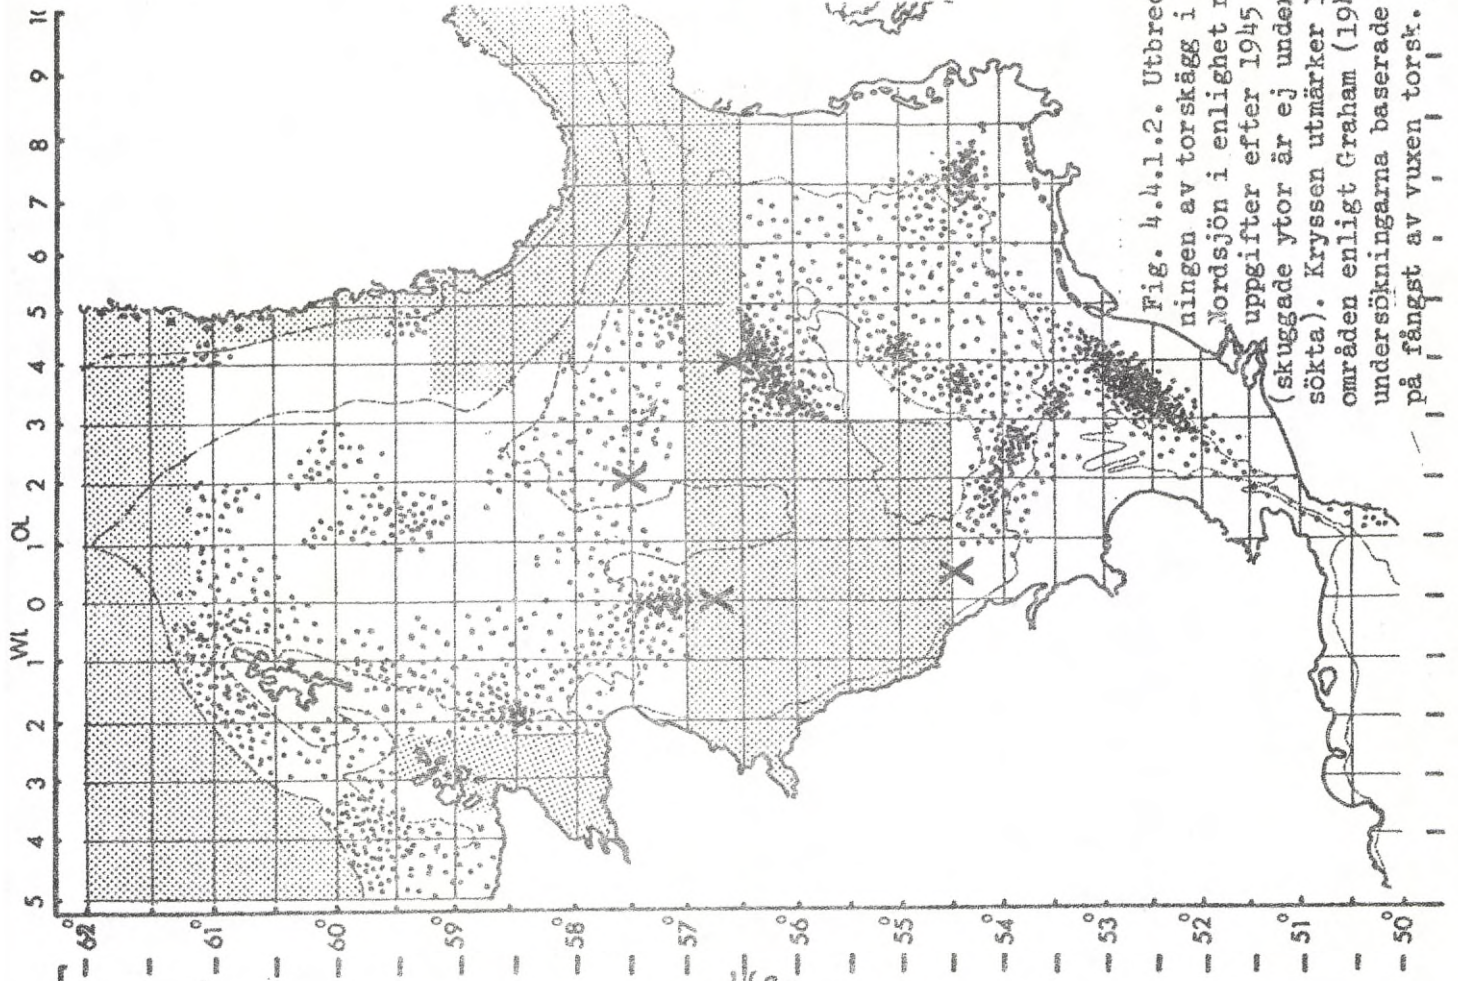 WL OL
5 4 3 2 1 0 1 2 3 4 5 6 7 8 9
62°
61°
60°
59°
58°
57°
56°
55°
54°
53°
52°
51°
50
Fig. 4.4.1.2.
ningen av torskägg i
Nordsjön i enlighet
uppgifter efter 1945
(skuggade ytor är ej
sökta). Kryssen utmärker
områden enligt Graham
undersökningarna baserade
på fångst av vuxen torsk.